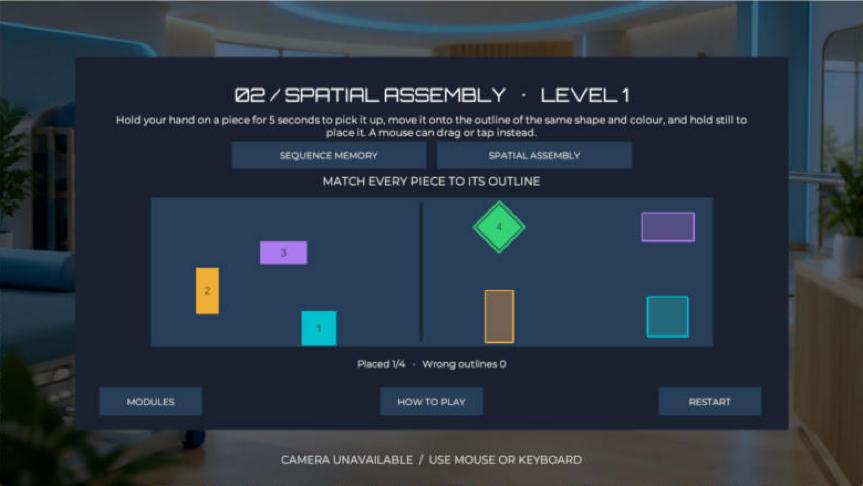 02 / SPATIAL ASSEMBLY · LEVEL 1
Hold your hand on a piece for 5 seconds to pick it up, move it onto the outline of the same shape and colour, and hold still to
place it. A mouse can drag or tap instead.
SEQUENCE MEMORY
SPATIAL ASSEMBLY
MATCH EVERY PIECE TO ITS OUTLINE
4
3
2
1
Placed 1/4 · Wrong outlines 0
MODULES
HOW TO PLAY
RESTART
CAMERA UNAVAILABLE / USE MOUSE OR KEYBOARD